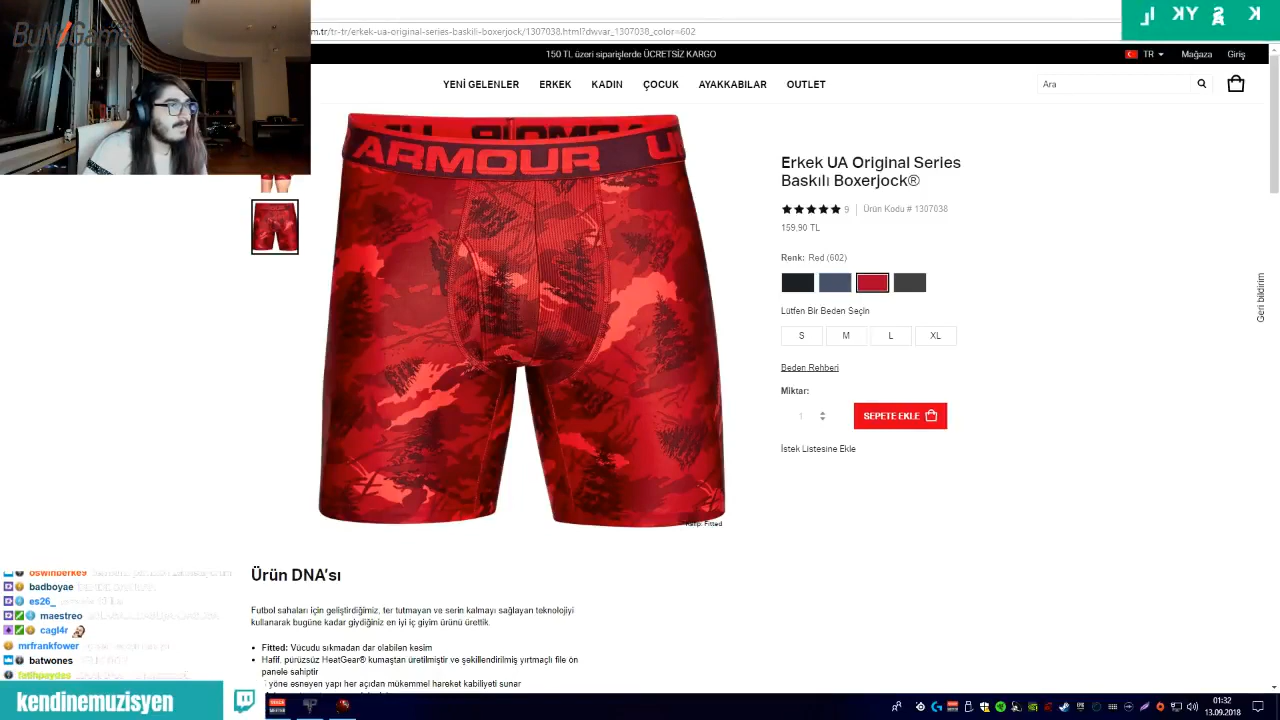 m.tr/tr-tr/erkek-ua-original-series-baskili-boxerjock/1307038.html?dwvar_1307038_color=602
150 TL üzeri siparişlerde ÜCRETSİZ KARGO
TR
Mağaza
Giriş
YENİ GELENLER ERKEK KADIN ÇOCUK AYAKKABILAR OUTLET
Ara
ARMOUR
Erkek UA Original Series
Baskılı Boxerjock®
9 Ürün Kodu # 1307038
159.90 TL
Renk: Red (602)
Lütfen Bir Beden Seçin
S M L XL
Beden Rehberi
Miktar:
1 SEPETE EKLE
İstek Listesine Ekle
Geri bildirim
Kalıp: Fitted
Ürün DNA'sı
Futbol sahaları için geliştirdiğimiz, ter tutmayan ve serin kalmayı sağlayan teknolojiyi
kullanarak bugüne kadar giydiğiniz en iyi iç giyim ürünü ürettik.
Fitted: Vücudu sıkmadan dar olabilen kesim
Hafif, pürüzsüz HeatGear® kumaştan üretilmiştir ve şekillendirilmiş yırtmaçlı file ön
panele sahiptir
yöne esneyen yapı her açıdan mükemmel hareket kabiliyeti sunar
oswinberke9
badboyae
es26_
maestreo
cagl4r
mrfrankfower
batwones
kendinemuzisyen
01:32
13.09.2018